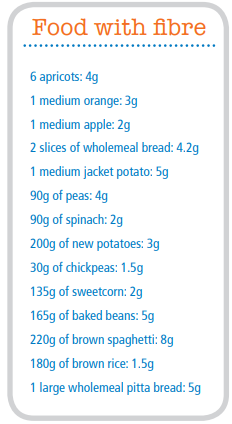 Food with fibre
6 apricots: 4g
1 medium orange: 3g
1 medium apple: 2g
2 slices of wholemeal bread: 4.2g
1 medium jacket potato: 5g
90g of peas: 4g
90g of spinach: 2g
200g of new potatoes: 3g
30g of chickpeas: 1.5g
135g of sweetcorn: 2g
165g of baked beans: 5g
220g of brown spaghetti: 8g
180g of brown rice: 1.5g
1 large wholemeal pitta bread: 5g